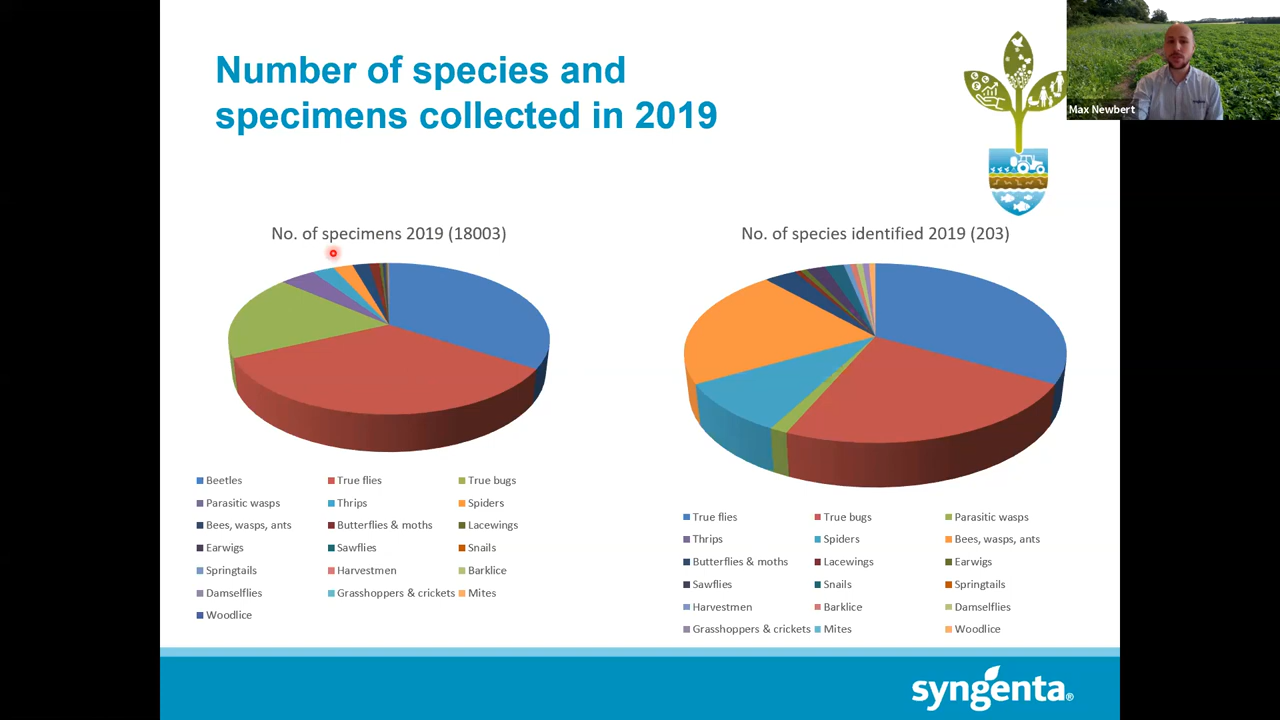 Number of species and
specimens collected in 2019
Max Newbert
No. of specimens 2019 (18003)
Beetles
True flies
True bugs
Parasitic wasps
Thrips
Spiders
Bees, wasps, ants
Butterflies & moths
Lacewings
Earwigs
Sawflies
Snails
Springtails
Harvestmen
Barklice
Damselflies
Grasshoppers & crickets
Mites
Woodlice
No. of species identified 2019 (203)
True flies
True bugs
Parasitic wasps
Thrips
Spiders
Bees, wasps, ants
Butterflies & moths
Lacewings
Earwigs
Sawflies
Snails
Springtails
Harvestmen
Barklice
Damselflies
Grasshoppers & crickets
Mites
Woodlice
syngenta®